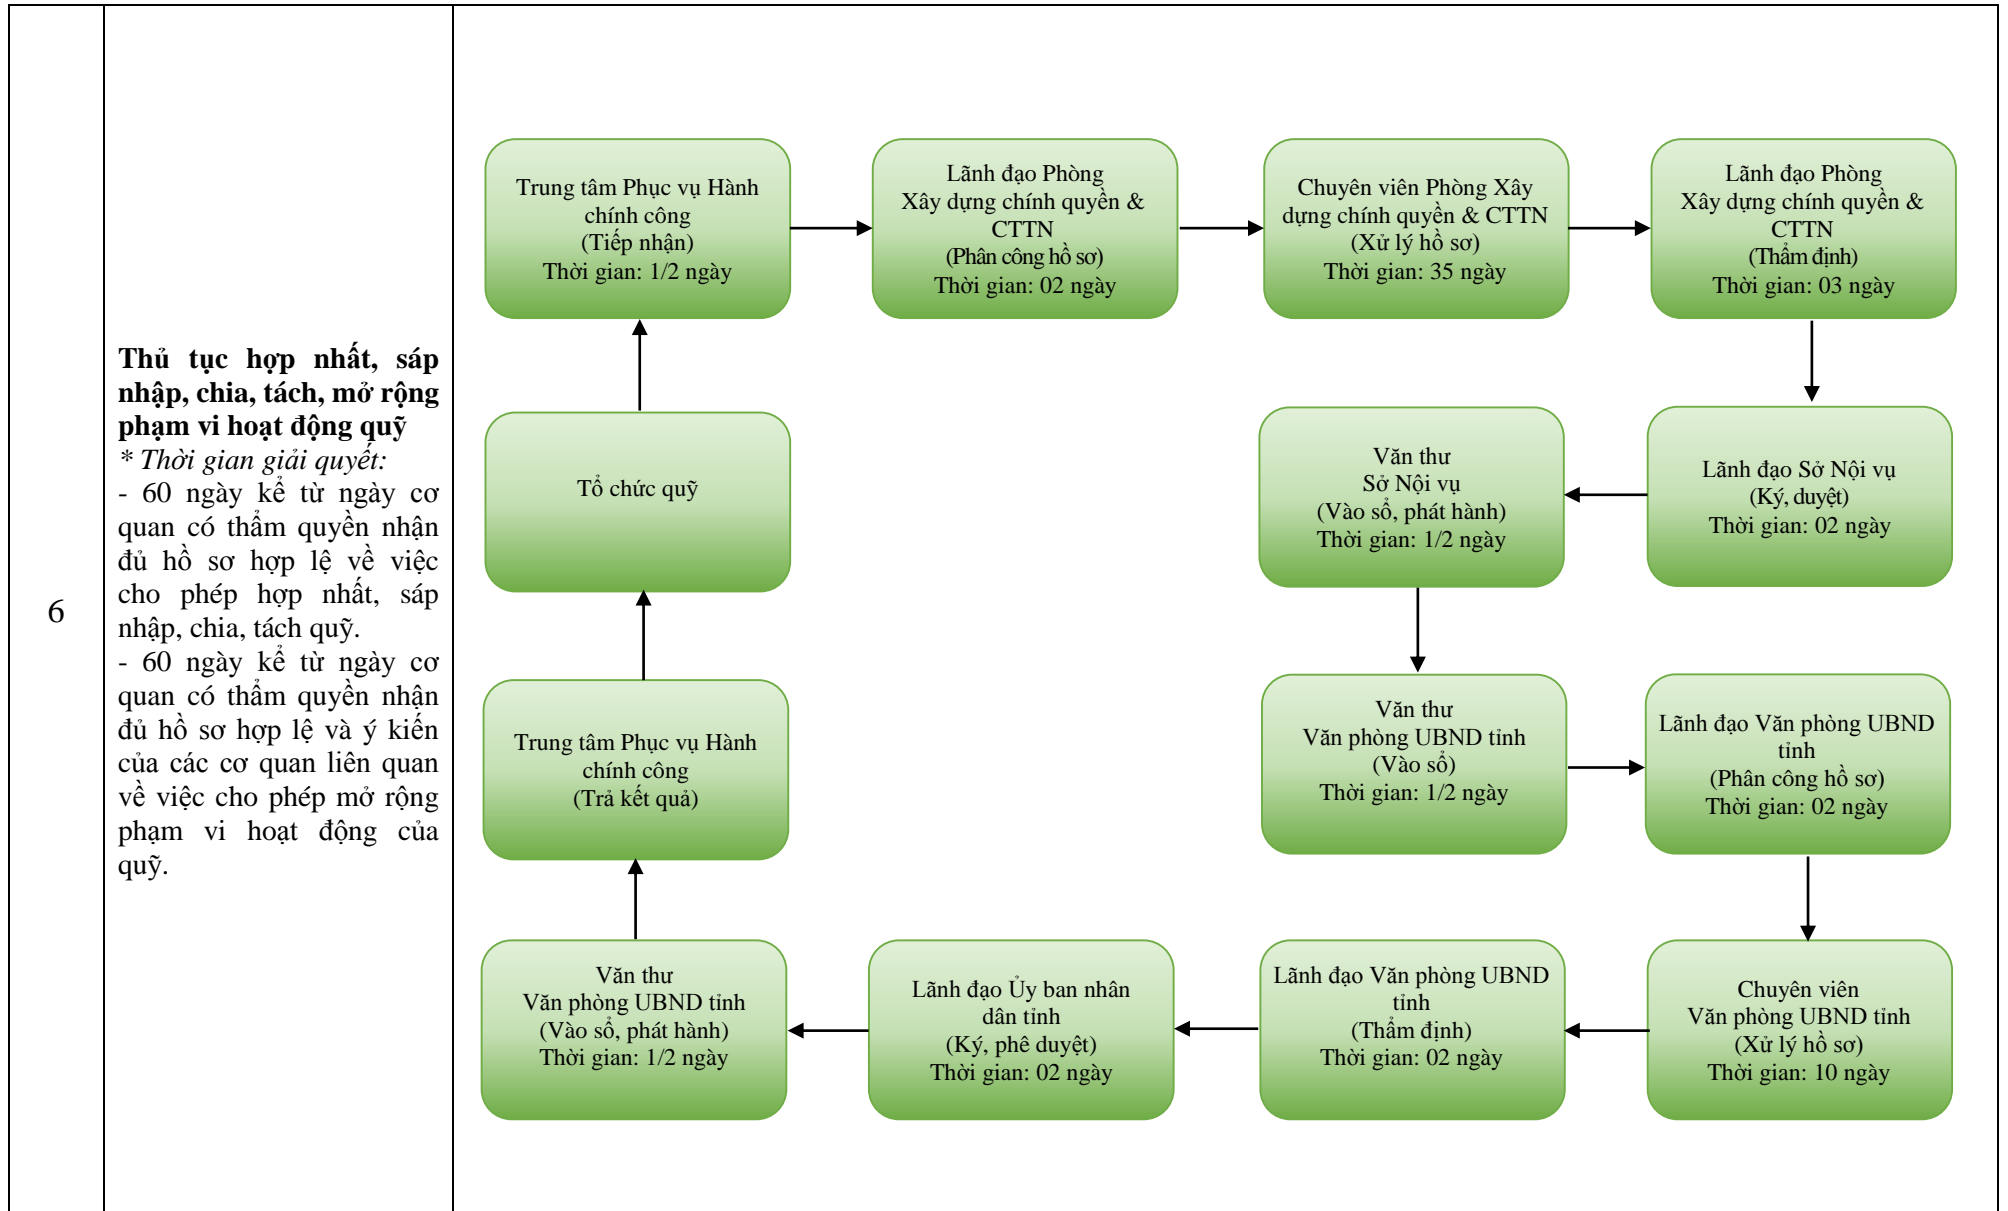 6
Thủ tục hợp nhất, sáp
nhập, chia, tách, mở rộng
phạm vi hoạt động quỹ
* Thời gian giải quyết:
- 60 ngày kể từ ngày cơ
quan có thẩm quyền nhận
đủ hồ sơ hợp lệ về việc
cho phép hợp nhất, sáp
nhập, chia, tách quỹ.
- 60 ngày kể từ ngày cơ
quan có thẩm quyền nhận
đủ hồ sơ hợp lệ và ý kiến
của các cơ quan liên quan
về việc cho phép mở rộng
phạm vi hoạt động của
quỹ.
Trung tâm Phục vụ Hành
chính công
(Tiếp nhận)
Thời gian: 1/2 ngày
Lãnh đạo Phòng
Xây dựng chính quyền &
CTTN
(Phân công hồ sơ)
Thời gian: 02 ngày
Chuyên viên Phòng Xây
dựng chính quyền & CTTN
(Xử lý hồ sơ)
Thời gian: 35 ngày
Lãnh đạo Phòng
Xây dựng chính quyền &
CTTN
(Thẩm định)
Thời gian: 03 ngày
Tổ chức quỹ
Văn thư
Sở Nội vụ
(Vào sổ, phát hành)
Thời gian: 1/2 ngày
Lãnh đạo Sở Nội vụ
(Ký, duyệt)
Thời gian: 02 ngày
Trung tâm Phục vụ Hành
chính công
(Trả kết quả)
Văn thư
Văn phòng UBND tỉnh
(Vào sổ)
Thời gian: 1/2 ngày
Lãnh đạo Văn phòng UBND
tỉnh
(Phân công hồ sơ)
Thời gian: 02 ngày
Văn thư
Văn phòng UBND tỉnh
(Vào sổ, phát hành)
Thời gian: 1/2 ngày
Lãnh đạo Ủy ban nhân
dân tỉnh
(Ký, phê duyệt)
Thời gian: 02 ngày
Lãnh đạo Văn phòng UBND
tỉnh
(Thẩm định)
Thời gian: 02 ngày
Chuyên viên
Văn phòng UBND tỉnh
(Xử lý hồ sơ)
Thời gian: 10 ngày